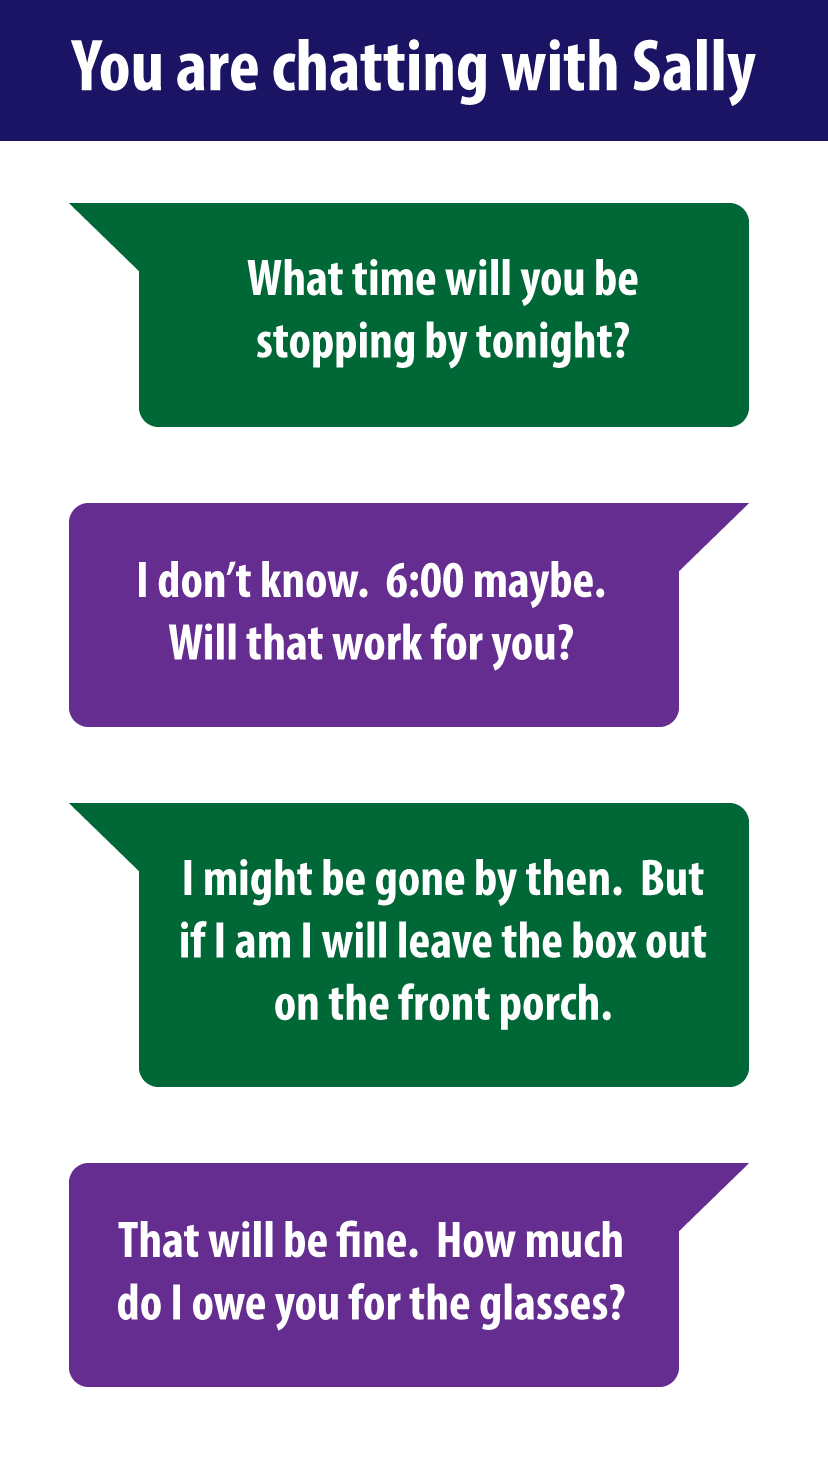 You are chatting with Sally
What time will you be
stopping by tonight?
I don’t know.  6:00 maybe.
Will that work for you?
I might be gone by then.  But
if I am I will leave the box out
on the front porch.
That will be fine.  How much
do I owe you for the glasses?